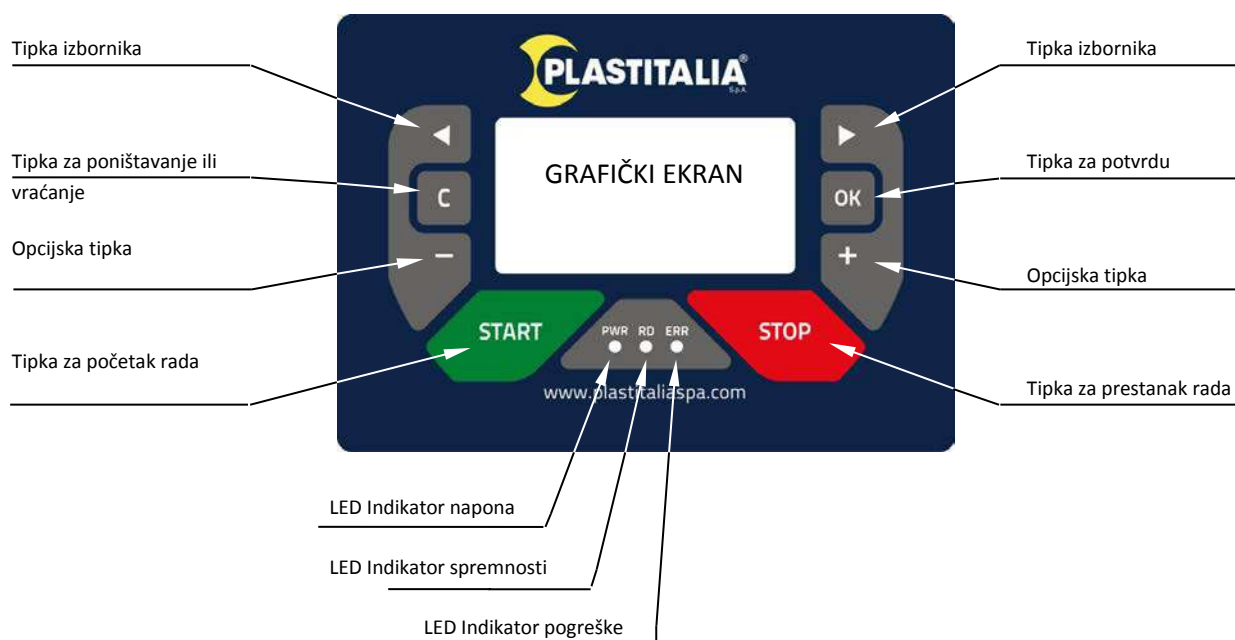 Tipka izbornika
Tipka za poništavanje ili
vraćanje
Opcijska tipka
Tipka za početak rada
PLASTITALIA®
S.p.A.
GRAFIČKI EKRAN
C
OK
−
+
START
PWR RD ERR
STOP
www.plastitaliaspa.com
Tipka izbornika
Tipka za potvrdu
Opcijska tipka
Tipka za prestanak rada
LED Indikator napona
LED Indikator spremnosti
LED Indikator pogreške